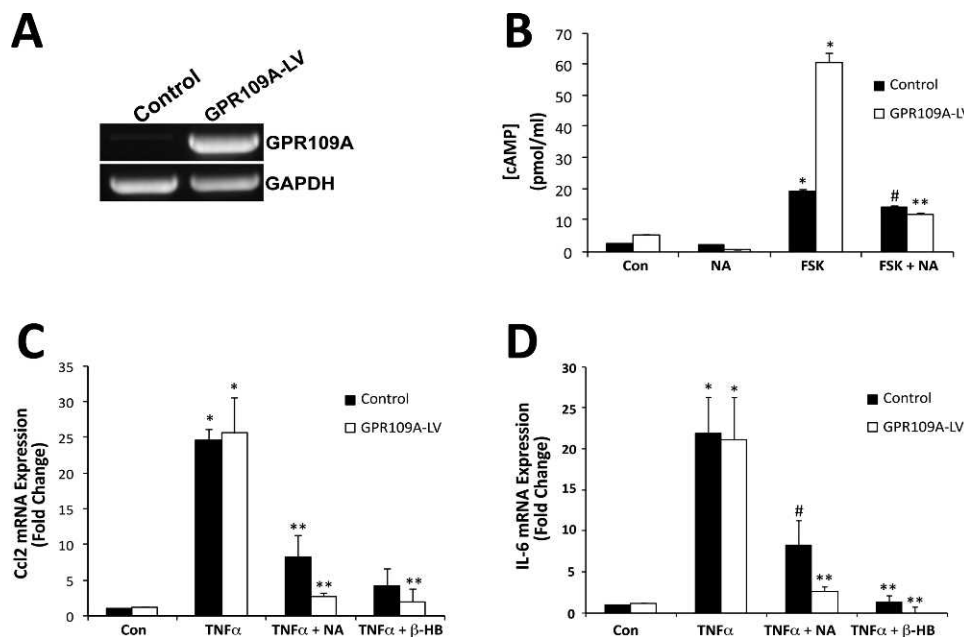 A
Control
GPR109A-LV
GPR109A
GAPDH
B
[cAMP]
(pmol/ml)
70
60
50
40
30
20
10
0
*
*
#
**
Control
GPR109A-LV
Con NA FSK FSK + NA
C
Ccl2 mRNA Expression
(Fold Change)
35
30
25
20
15
10
5
0
*
*
**
**
**
Control
GPR109A-LV
Con TNFα TNFα + NA TNFα + β-HB
D
IL-6 mRNA Expression
(Fold Change)
30
25
20
15
10
5
0
*
*
#
**
**
**
Control
GPR109A-LV
Con TNFα TNFα + NA TNFα + β-HB